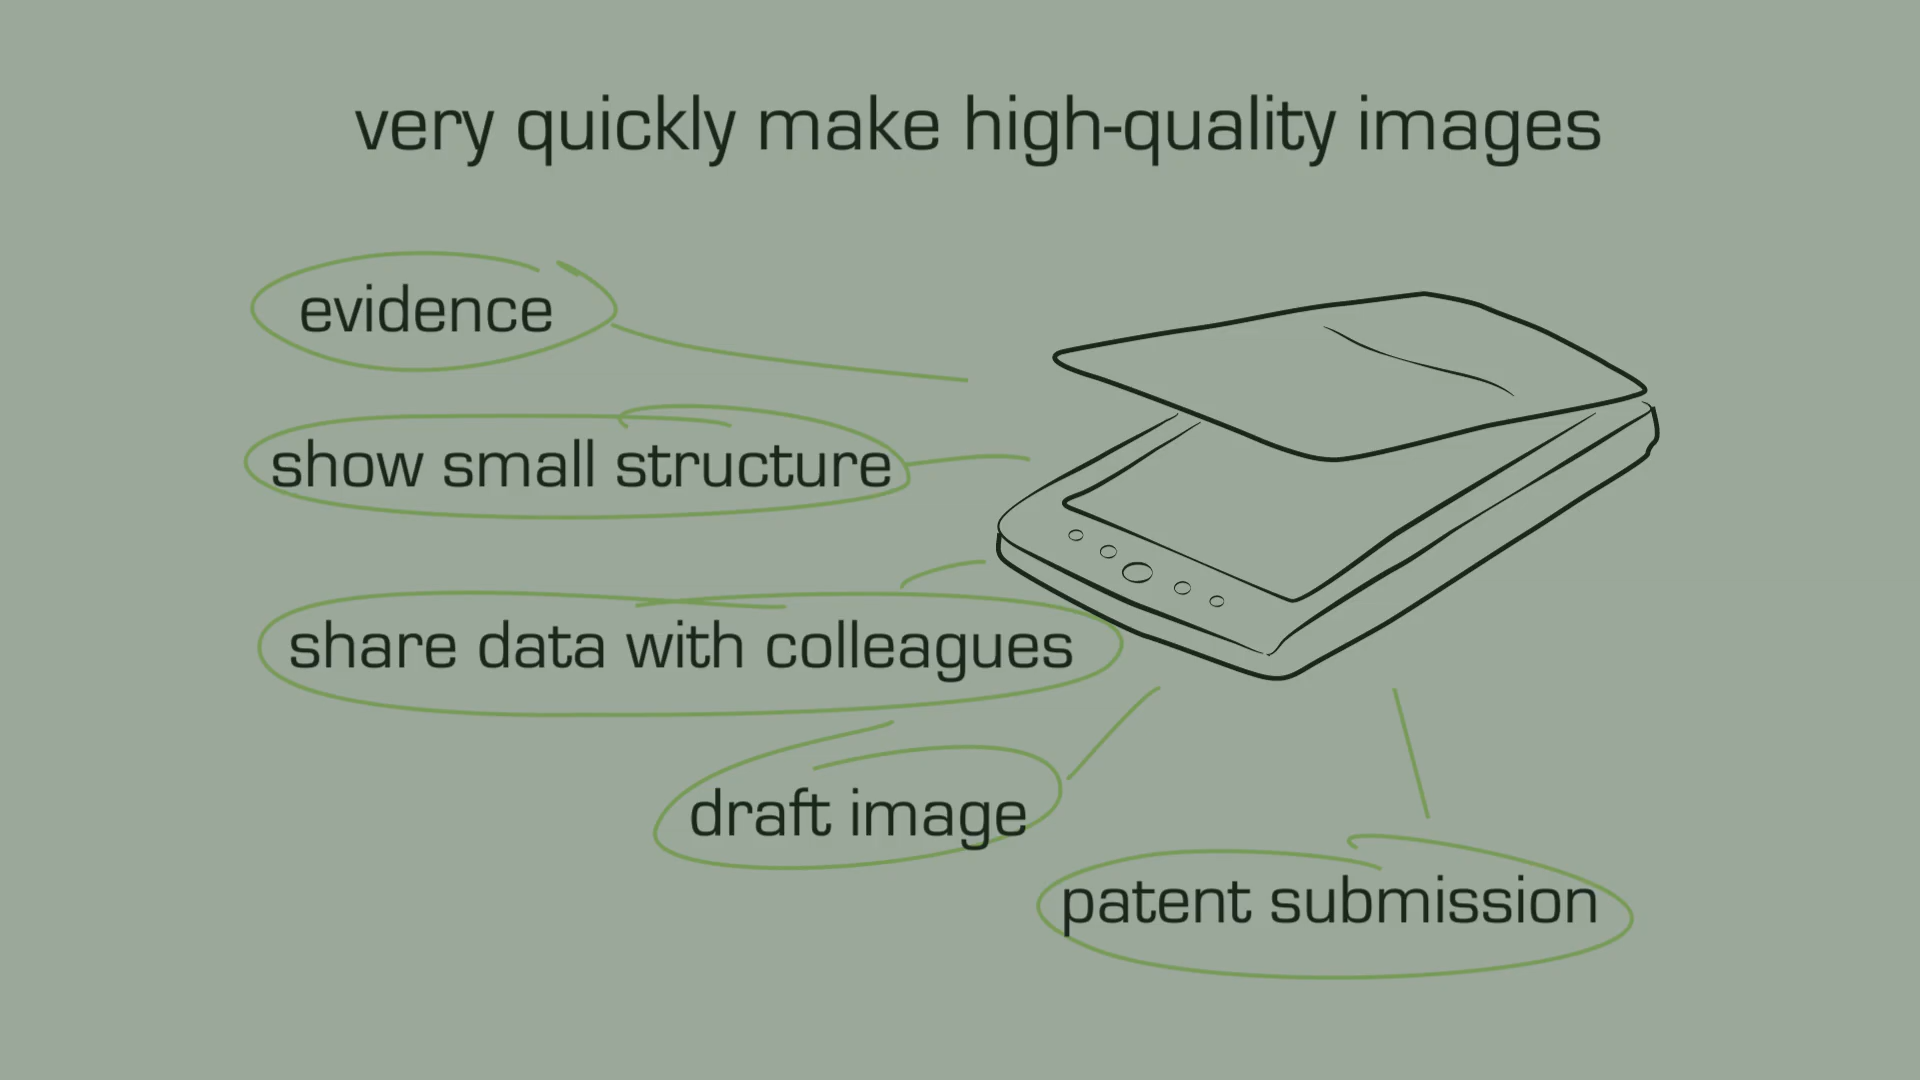 very quickly make high-quality images
evidence
show small structure
share data with colleagues
draft image
patent submission